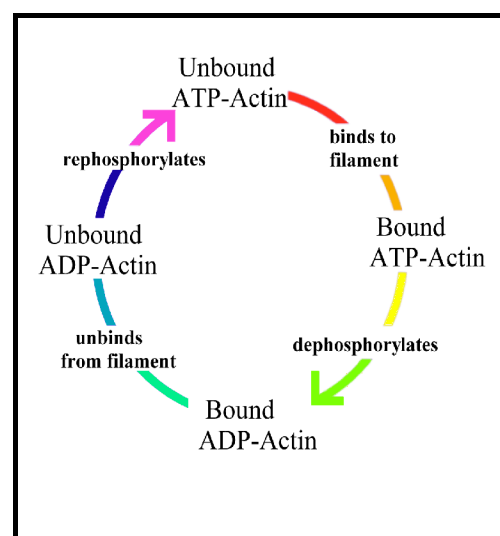 Unbound
ATP-Actin
binds to
filament
Bound
ATP-Actin
dephosphorylates
Bound
ADP-Actin
unbinds
from filament
Unbound
ADP-Actin
rephosphorylates